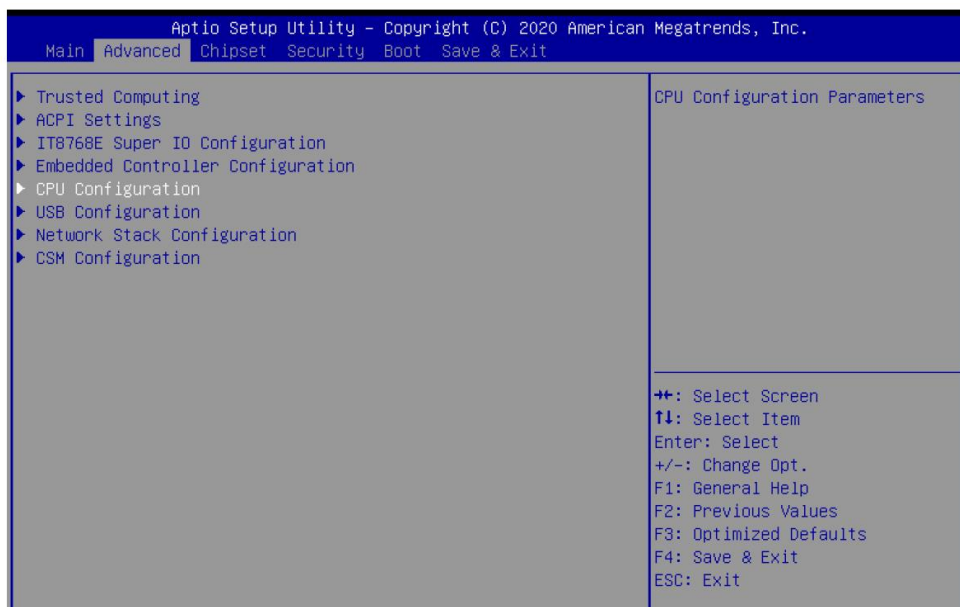 Aptio Setup Utility – Copyright (C) 2020 American Megatrends, Inc.
Main Advanced Chipset Security Boot Save & Exit
▶ Trusted Computing
▶ ACPI Settings
▶ IT8768E Super IO Configuration
▶ Embedded Controller Configuration
▶ CPU Configuration
▶ USB Configuration
▶ Network Stack Configuration
▶ CSM Configuration
CPU Configuration Parameters
→←: Select Screen
↑↓: Select Item
Enter: Select
+/-: Change Opt.
F1: General Help
F2: Previous Values
F3: Optimized Defaults
F4: Save & Exit
ESC: Exit